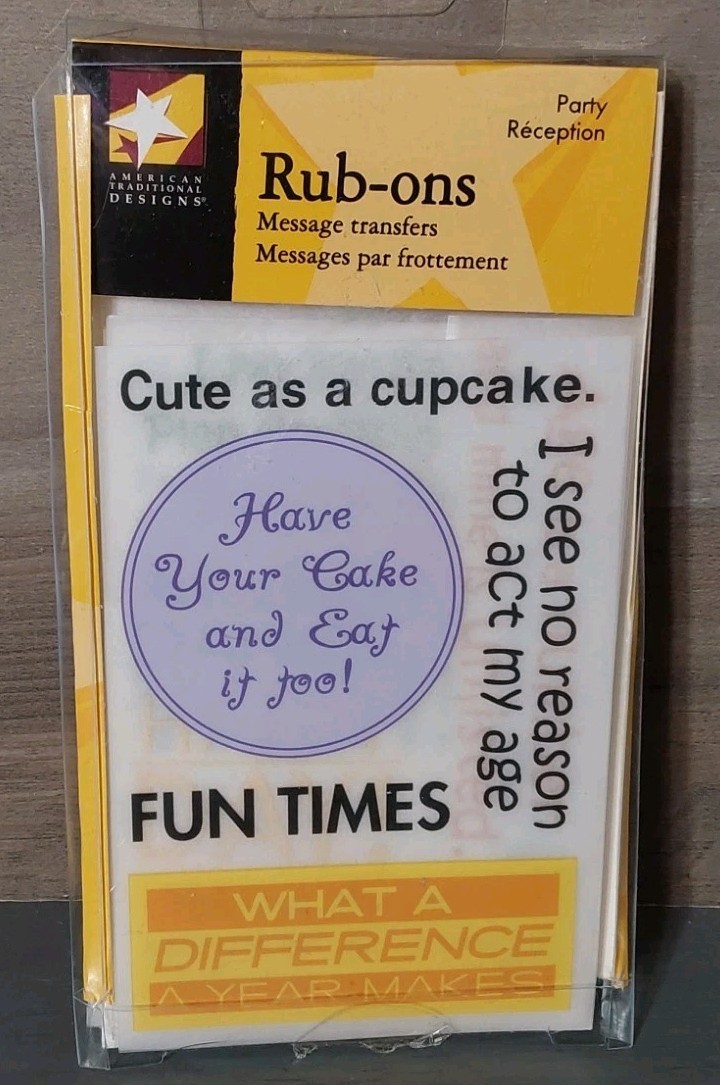 AMERICAN
TRADITIONAL
DESIGNS®
Party
Réception
Rub-ons
Message transfers
Messages par frottement
Cute as a cupcake.
I see no reason
to act my age
Have
Your Cake
and Eat
it too!
FUN TIMES
WHAT A
DIFFERENCE
A YEAR MAKES